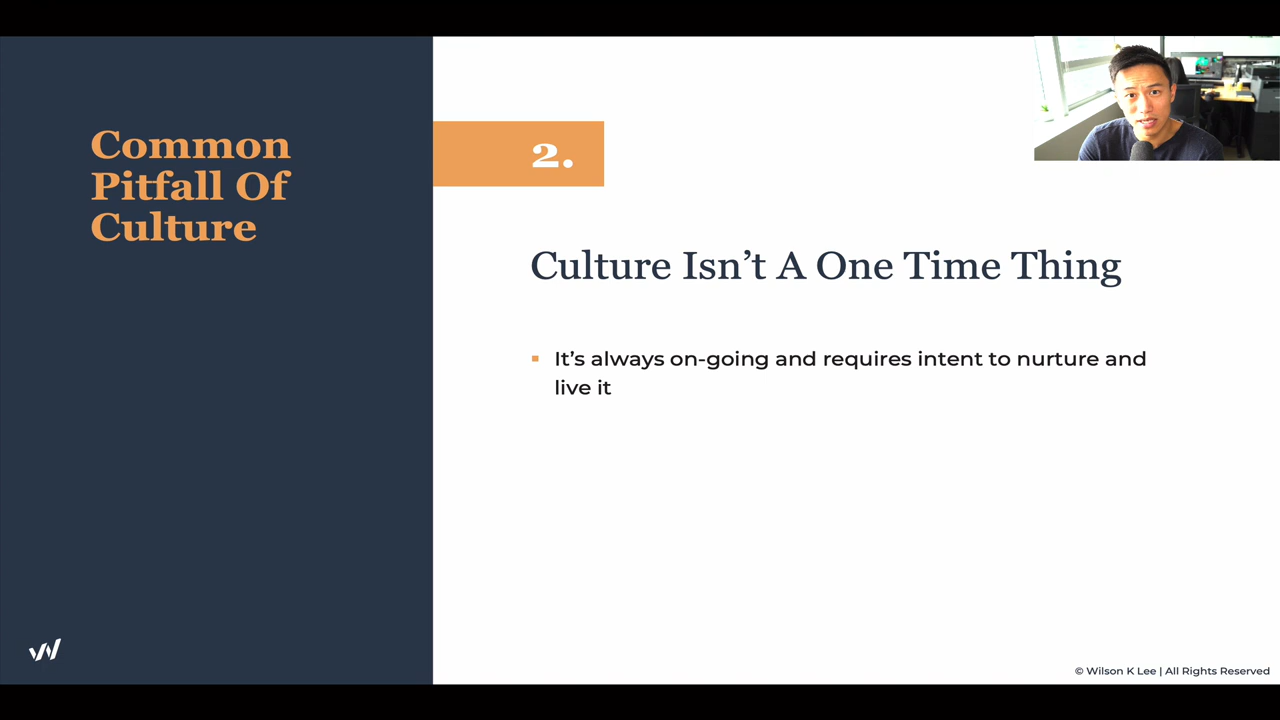 Common
Pitfall Of
Culture
2.
Culture Isn’t A One Time Thing
It’s always on-going and requires intent to nurture and
live it
© Wilson K Lee | All Rights Reserved